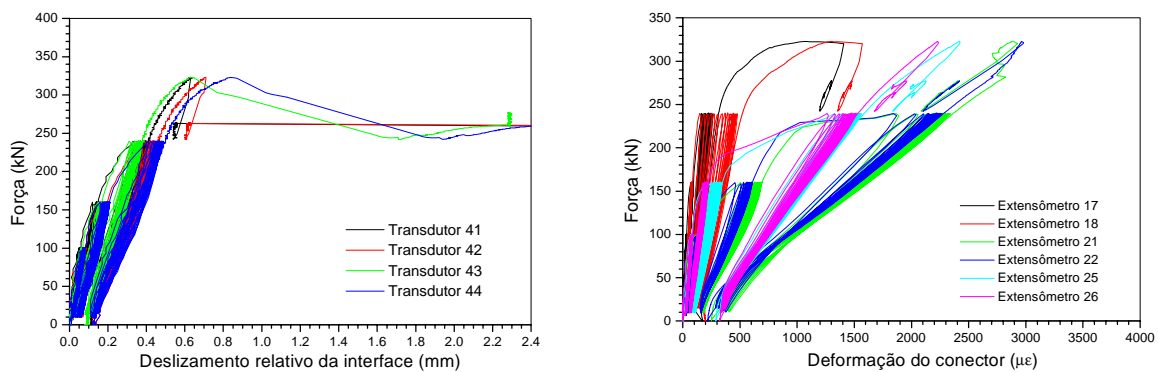 400
350
300
250
200
150
100
50
0
Força (kN)
0.0 0.2 0.4 0.6 0.8 1.0 1.2 1.4 1.6 1.8 2.0 2.2 2.4
Deslizamento relativo da interface (mm)
Transdutor 41
Transdutor 42
Transdutor 43
Transdutor 44
350
300
250
200
150
100
50
0
Força (kN)
0 500 1000 1500 2000 2500 3000 3500 4000
Deformação do conector (με)
Extensômetro 17
Extensômetro 18
Extensômetro 21
Extensômetro 22
Extensômetro 25
Extensômetro 26